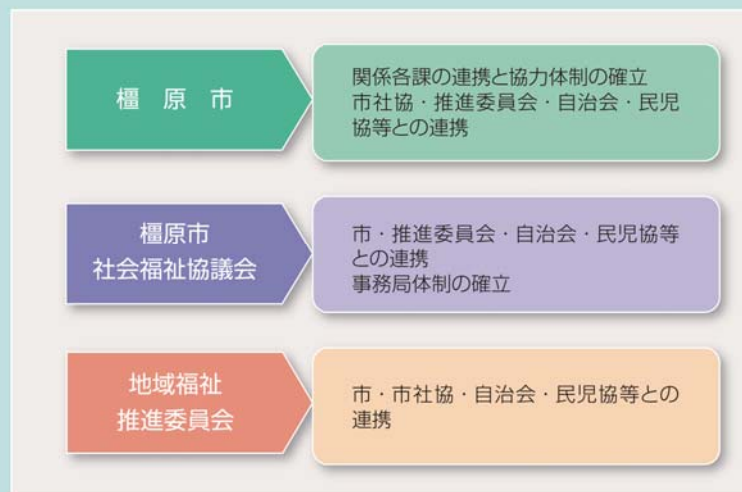 橿原市
関係各課の連携と協力体制の確立
市社協・推進委員会・自治会・民児
協等との連携
橿原市
社会福祉協議会
市・推進委員会・自治会・民児協等
との連携
事務局体制の確立
地域福祉
推進委員会
市・市社協・自治会・民児協等との
連携